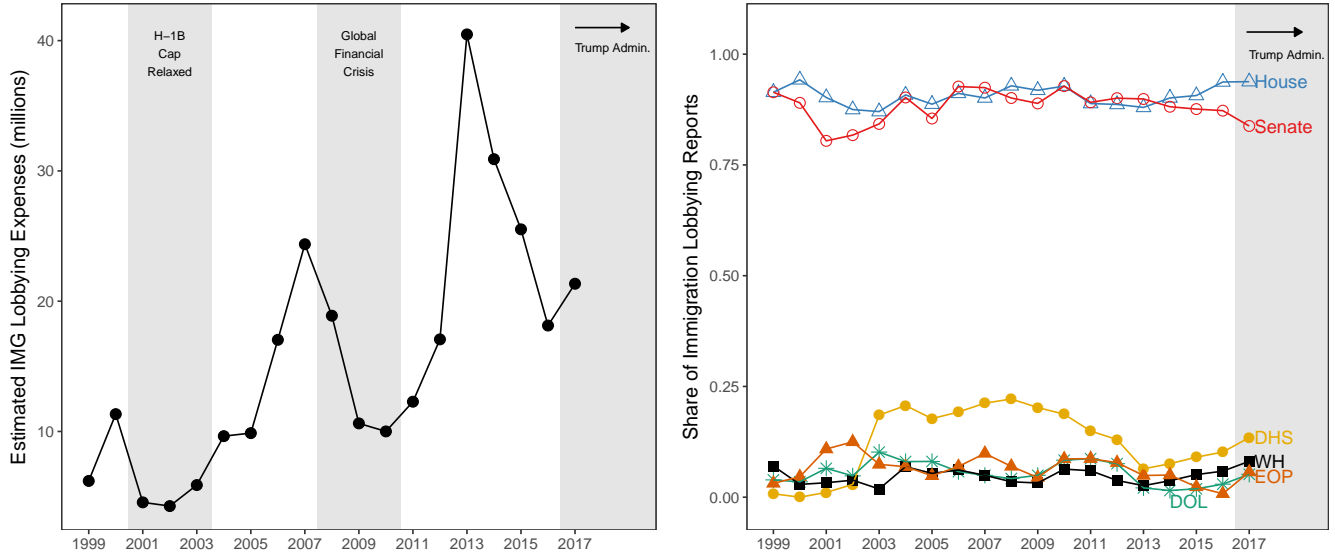 Estimated IMG Lobbying Expenses (millions)
40
30
20
10
H−1B
Cap
Relaxed
Global
Financial
Crisis
Trump Admin.
1999 2001 2003 2005 2007 2009 2011 2013 2015 2017
Share of Immigration Lobbying Reports
1.00
0.75
0.50
0.25
0.00
Trump Admin.
House
Senate
DHS
WH
EOP
DOL
1999 2001 2003 2005 2007 2009 2011 2013 2015 2017